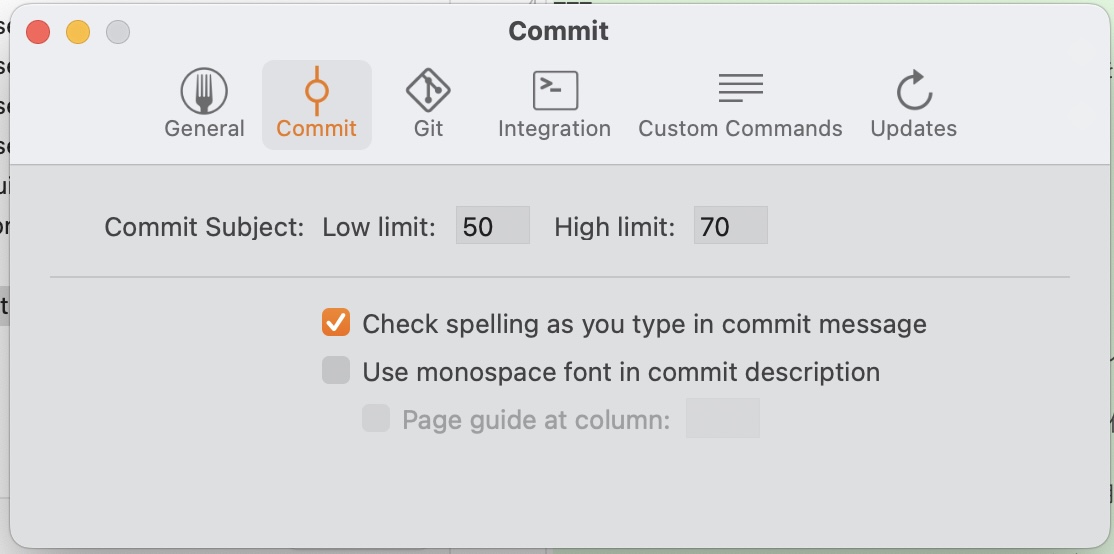 Commit
General
Commit
Git
Integration
Custom Commands
Updates
Commit Subject: Low limit: 50 High limit: 70
Check spelling as you type in commit message
Use monospace font in commit description
Page guide at column: